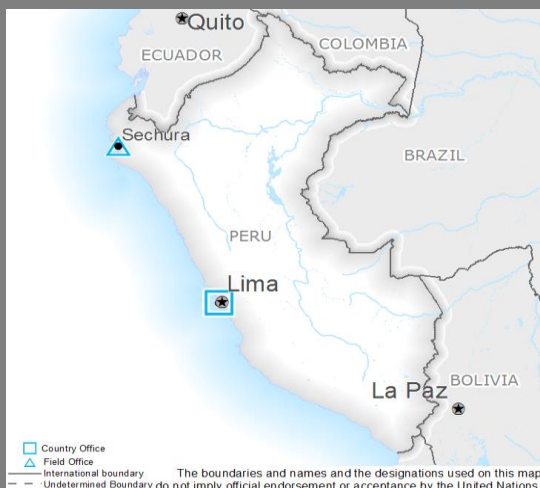 Quito
COLOMBIA
ECUADOR
Sechura
BRAZIL
PERU
Lima
La Paz
BOLIVIA
Country Office
Field Office
International boundary
Undetermined Boundary
The boundaries and names and the designations used on this map
do not imply official endorsement or acceptance by the United Nations